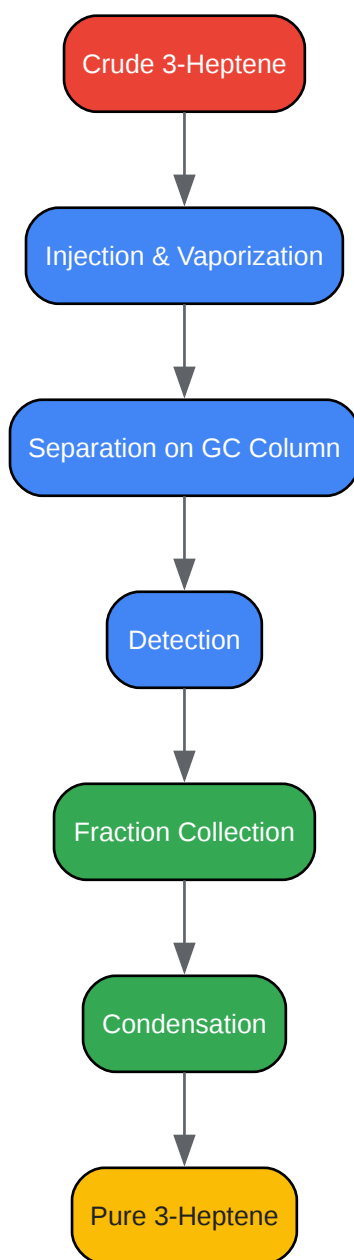 Crude 3-Heptene
Injection & Vaporization
Separation on GC Column
Detection
Fraction Collection
Condensation
Pure 3-Heptene